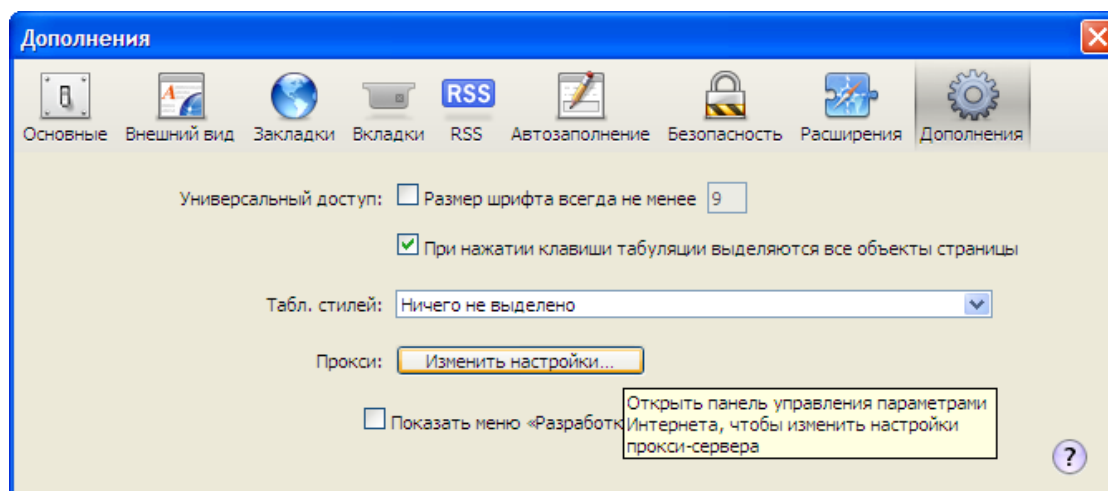 Дополнения
RSS
Основные Внешний вид Закладки Вкладки RSS Автозаполнение Безопасность Расширения Дополнения
Универсальный доступ: Размер шрифта всегда не менее 9
При нажатии клавиши табуляции выделяются все объекты страницы
Табл. стилей: Ничего не выделено
Прокси: Изменить настройки...
Показать меню
Открыть панель управления параметрами
Интернета, чтобы изменить настройки
прокси-сервера
?